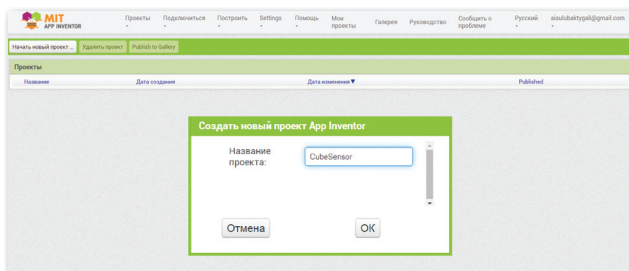 MIT
APP INVENTOR
Проекты Подключиться Построить Settings Помощь Мои проекты Галерея Руководство Сообщить о проблеме Русский aisulubaktygali@gmail.com
Начать новый проект ... Удалить проект Publish to Gallery
Проекты
Название Дата создания Дата изменения▼ Published
Создать новый проект App Inventor
Название
проекта:
CubeSensor
Отмена OK